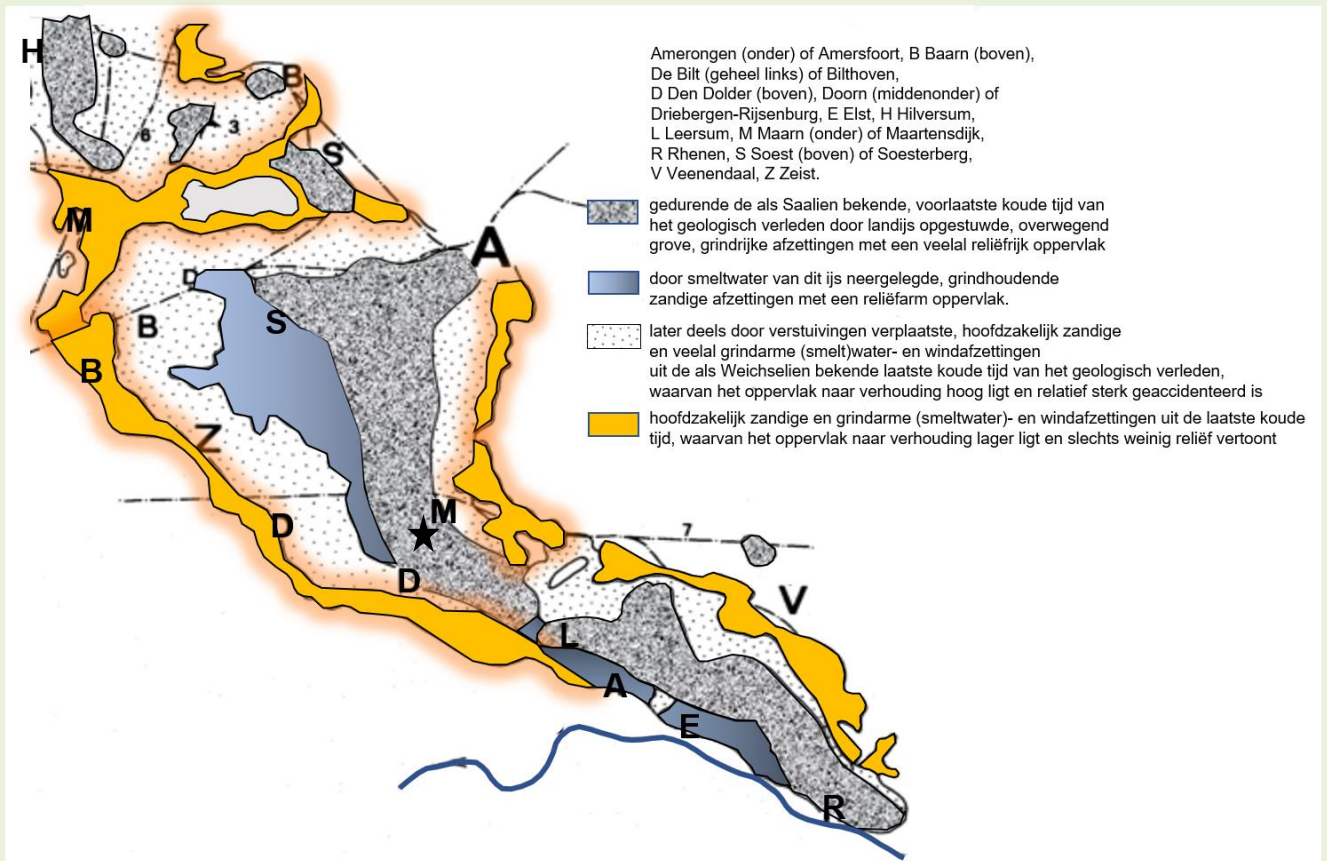 Amerongen (onder) of Amersfoort, B Baarn (boven),
De Bilt (geheel links) of Bilthoven,
D Den Dolder (boven), Doorn (middenonder) of
Driebergen-Rijsenburg, E Elst, H Hilversum,
L Leersum, M Maarn (onder) of Maartensdijk,
R Rhenen, S Soest (boven) of Soesterberg,
V Veenendaal, Z Zeist.
gedurende de als Saalien bekende, voorlaatste koude tijd van
het geologisch verleden door landijs opgestuwde, overwegend
grove, grindrijke afzettingen met een veelal reliëfrijk oppervlak
door smeltwater van dit ijs neergelegde, grindhoudende
zandige afzettingen met een reliëfarm oppervlak.
later deels door verstuivingen verplaatste, hoofdzakelijk zandige
en veelal grindarme (smelt)water- en windafzettingen
uit de als Weichselien bekende laatste koude tijd van het geologisch verleden,
waarvan het oppervlak naar verhouding hoog ligt en relatief sterk geaccidenteerd is
hoofdzakelijk zandige en grindarme (smeltwater)- en windafzettingen uit de laatste koude
tijd, waarvan het oppervlak naar verhouding lager ligt en slechts weinig reliëf vertoont
H
B
6
3
S
M
A
D
B
S
B
Z
M
D
7
D
V
L
A
E
R